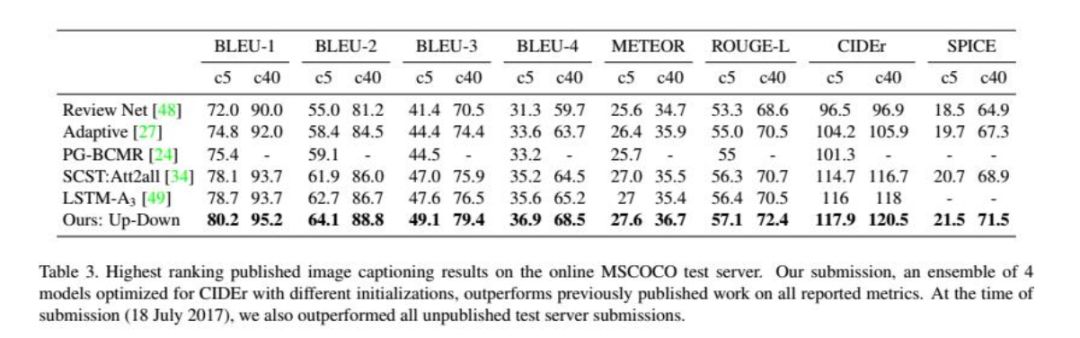 BLEU-1 BLEU-2 BLEU-3 BLEU-4 METEOR ROUGE-L CIDEr SPICE
c5 c40 c5 c40 c5 c40 c5 c40 c5 c40 c5 c40 c5 c40 c5 c40
Review Net [48] 72.0 90.0 55.0 81.2 41.4 70.5 31.3 59.7 25.6 34.7 53.3 68.6 96.5 96.9 18.5 64.9
Adaptive [27] 74.8 92.0 58.4 84.5 44.4 74.4 33.6 63.7 26.4 35.9 55.0 70.5 104.2 105.9 19.7 67.3
PG-BCMR [24] 75.4 - 59.1 - 44.5 - 33.2 - 25.7 - 55 - 101.3 - - -
SCST:Att2all [34] 78.1 93.7 61.9 86.0 47.0 75.9 35.2 64.5 27.0 35.5 56.3 70.7 114.7 116.7 20.7 68.9
LSTM-A₃ [49] 78.7 93.7 62.7 86.7 47.6 76.5 35.6 65.2 27 35.4 56.4 70.5 116 118 - -
Ours: Up-Down 80.2 95.2 64.1 88.8 49.1 79.4 36.9 68.5 27.6 36.7 57.1 72.4 117.9 120.5 21.5 71.5
Table 3. Highest ranking published image captioning results on the online MSCOCO test server. Our submission, an ensemble of 4
models optimized for CIDEr with different initializations, outperforms previously published work on all reported metrics. At the time of
submission (18 July 2017), we also outperformed all unpublished test server submissions.